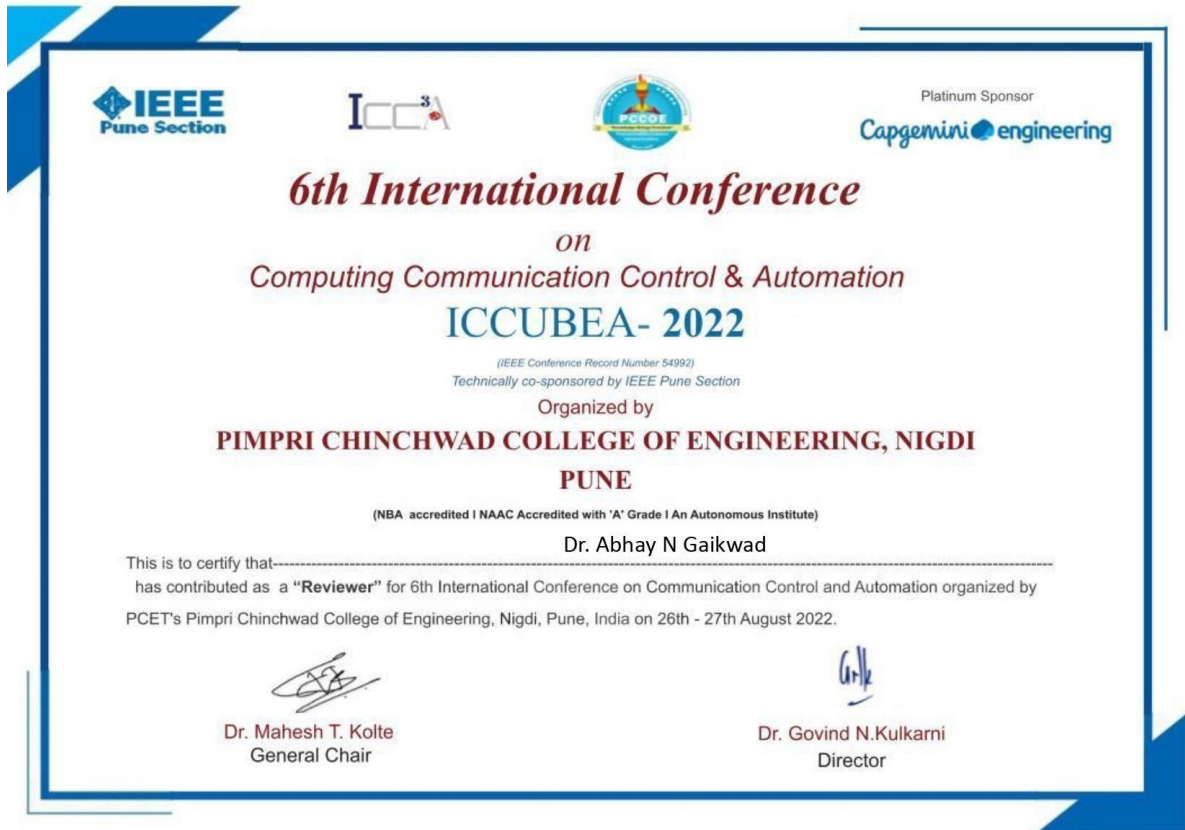 IEEE
Pune Section
ICC³A
PCCOE
Platinum Sponsor
Capgemini engineering
6th International Conference
on
Computing Communication Control & Automation
ICCUBEA- 2022
(IEEE Conference Record Number 54992)
Technically co-sponsored by IEEE Pune Section
Organized by
PIMPRI CHINCHWAD COLLEGE OF ENGINEERING, NIGDI
PUNE
(NBA accredited I NAAC Accredited with 'A' Grade I An Autonomous Institute)
Dr. Abhay N Gaikwad
This is to certify that
has contributed as a “Reviewer” for 6th International Conference on Communication Control and Automation organized by
PCET's Pimpri Chinchwad College of Engineering, Nigdi, Pune, India on 26th - 27th August 2022.
Dr. Mahesh T. Kolte
General Chair
Dr. Govind N.Kulkarni
Director